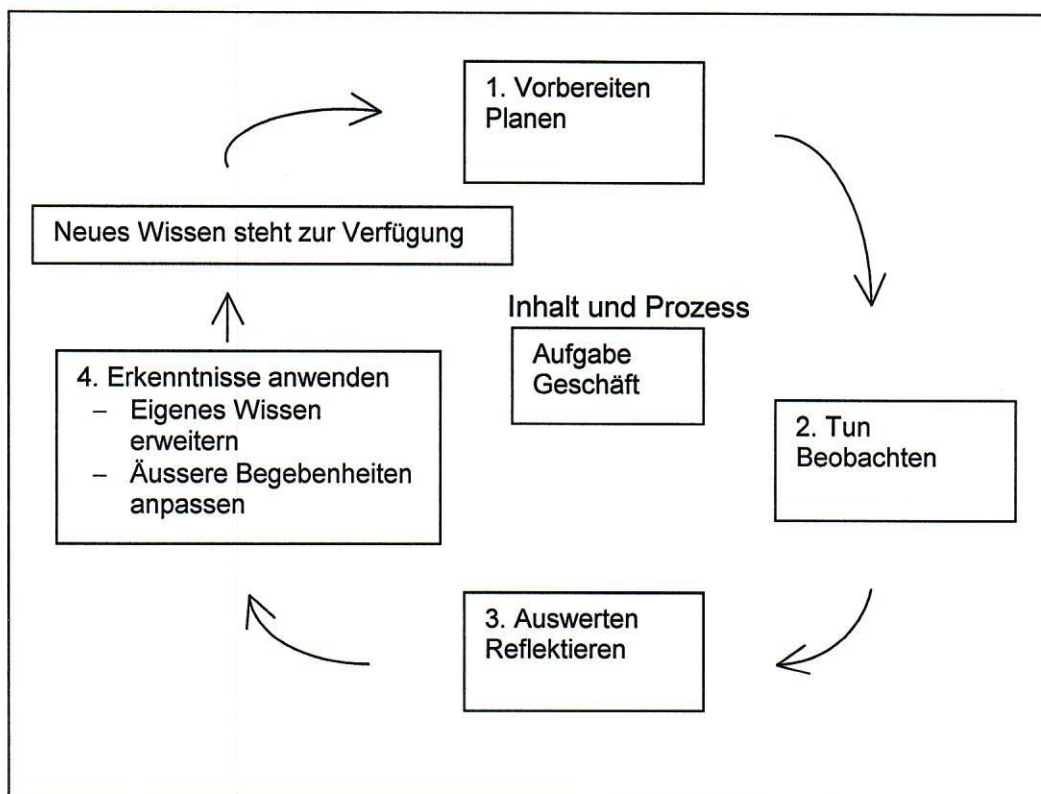 1. Vorbereiten
Planen
Neues Wissen steht zur Verfügung
Inhalt und Prozess
Aufgabe
Geschäft
4. Erkenntnisse anwenden
– Eigenes Wissen
erweitern
– Äussere Begebenheiten
anpassen
2. Tun
Beobachten
3. Auswerten
Reflektieren